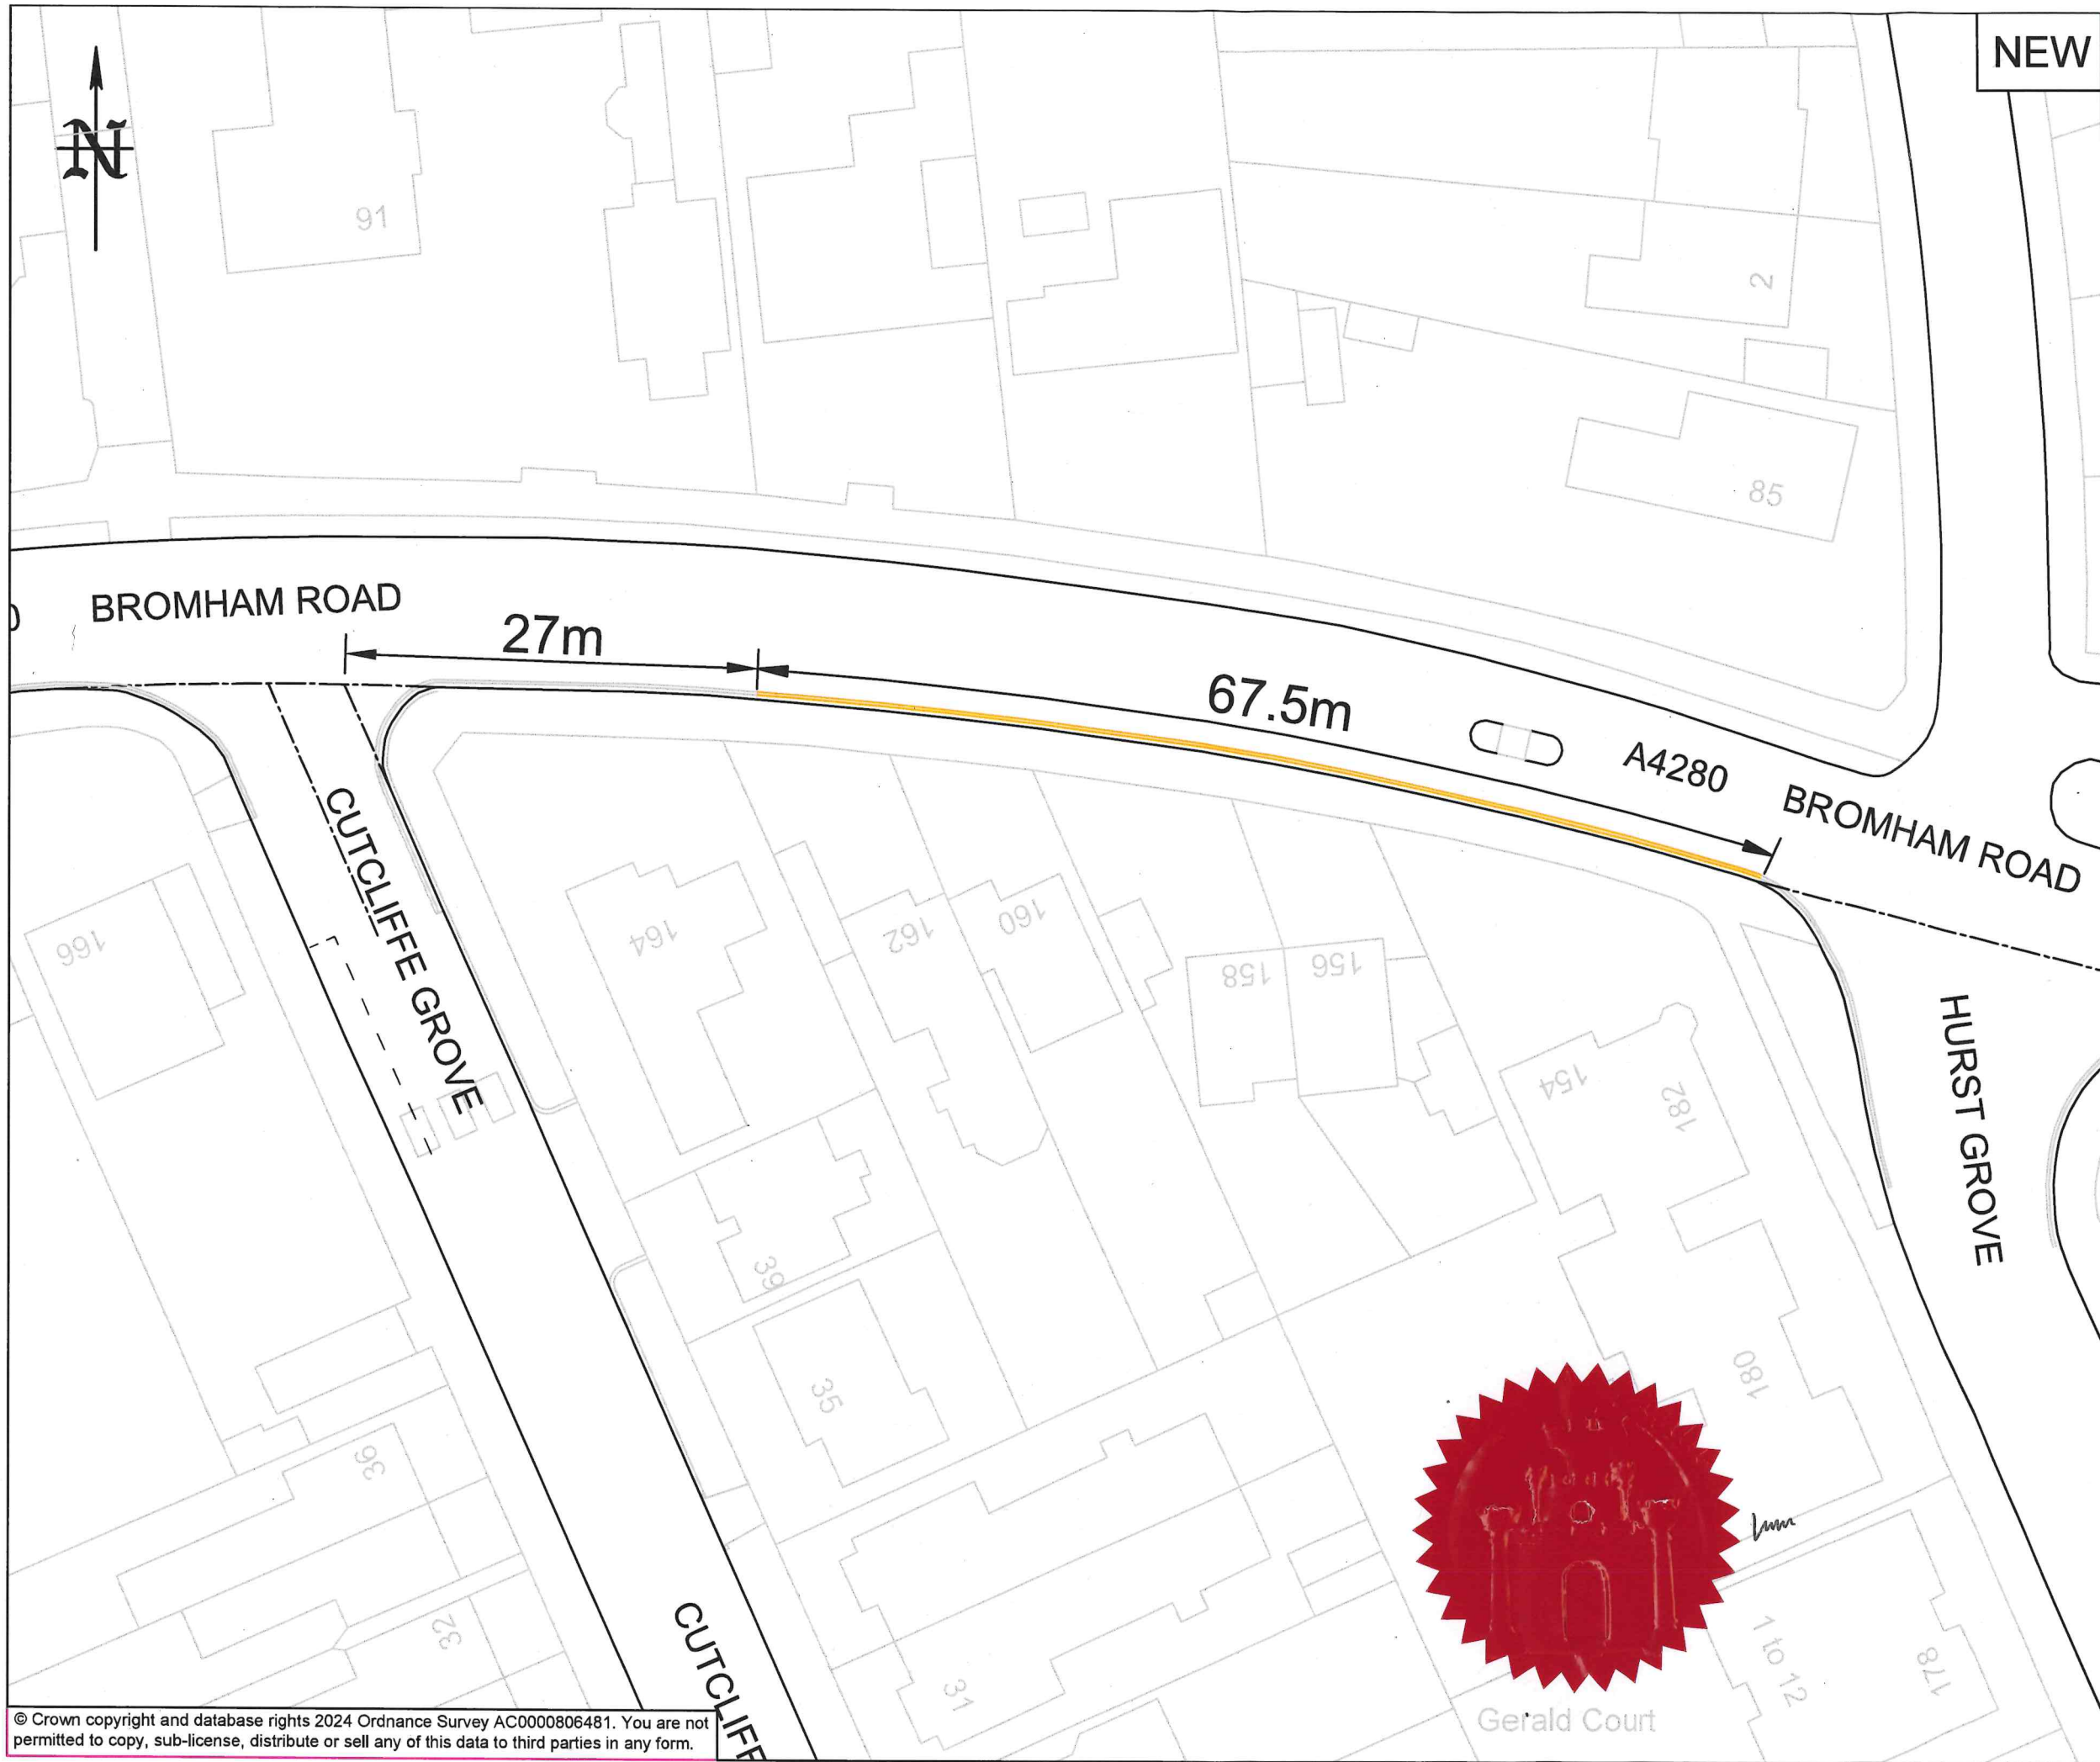 NEW
N
91
2
85
BROMHAM ROAD
27m
67.5m
A4280
BROMHAM ROAD
CUTCLIFFE GROVE
HURST GROVE
166
164
162
160
158
156
154
182
39
35
180
36
32
31
CUTCLIFF
1 to 12
178
Gerald Court
© Crown copyright and database rights 2024 Ordnance Survey AC0000806481. You are not
permitted to copy, sub-license, distribute or sell any of this data to third parties in any form.